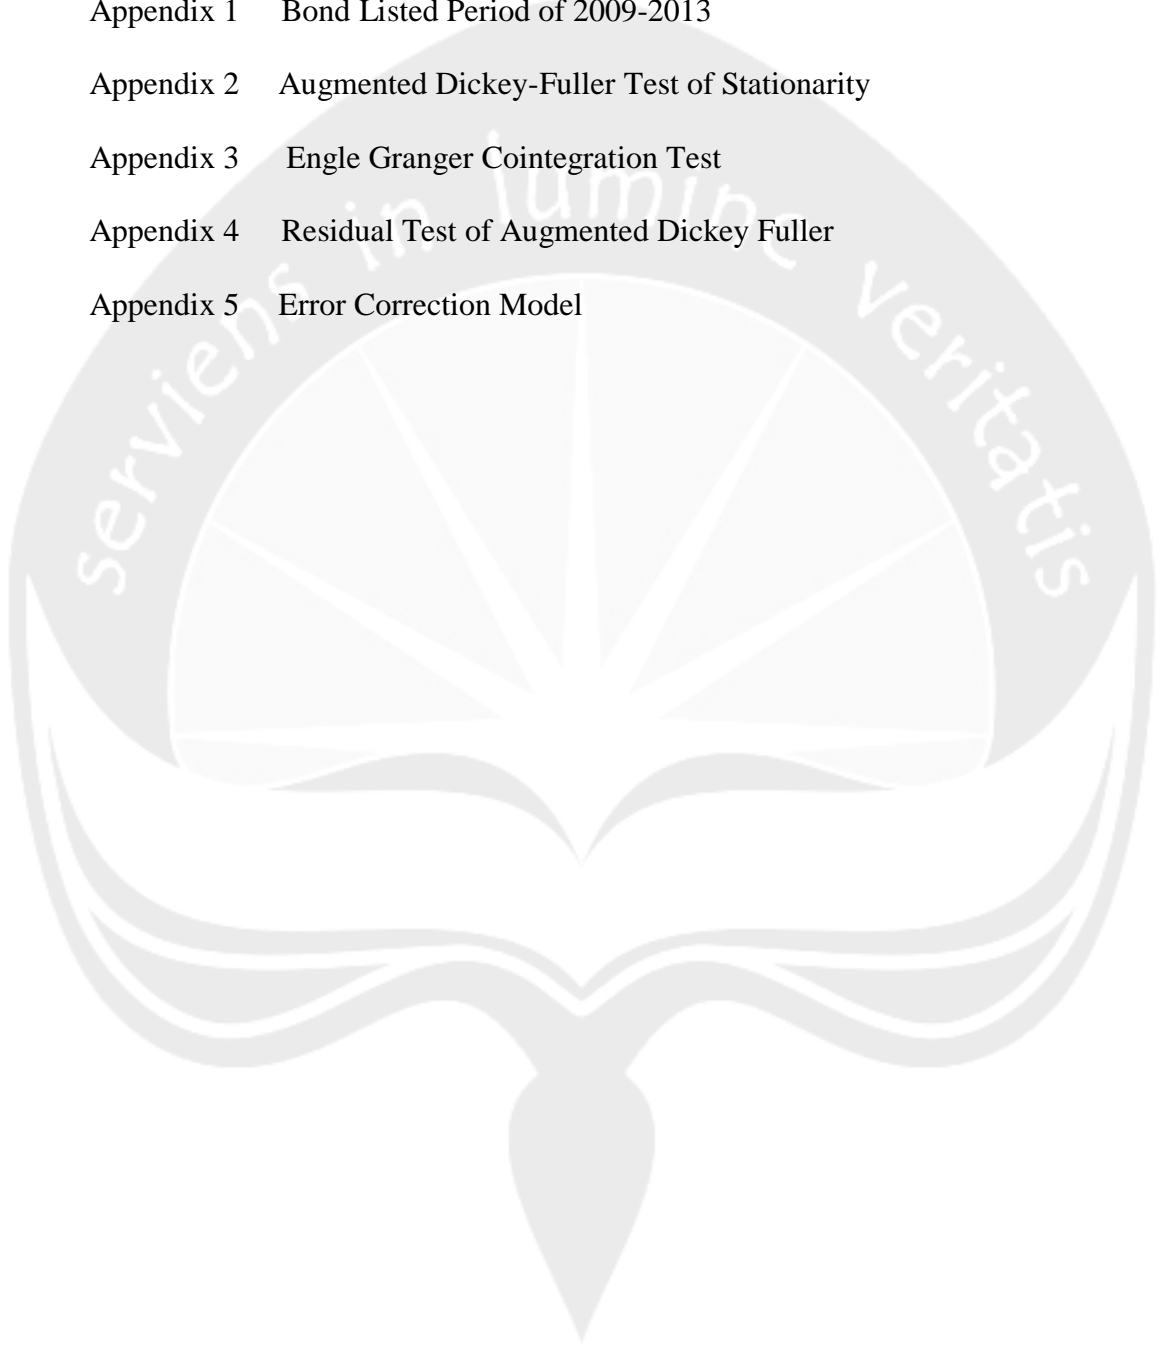 Appendix 1 Bond Listed Period of 2009-2013
Appendix 2 Augmented Dickey-Fuller Test of Stationarity
Appendix 3 Engle Granger Cointegration Test
Appendix 4 Residual Test of Augmented Dickey Fuller
Appendix 5 Error Correction Model
serviens in lumine veritatis